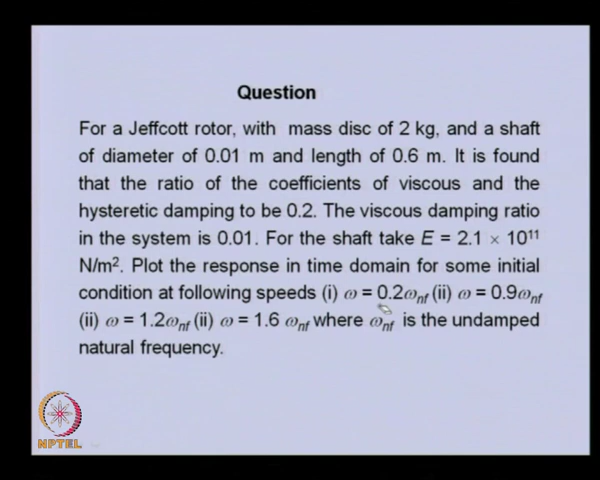 Question
For a Jeffcott rotor, with mass disc of 2 kg, and a shaft
of diameter of 0.01 m and length of 0.6 m. It is found
that the ratio of the coefficients of viscous and the
hysteretic damping to be 0.2. The viscous damping ratio
in the system is 0.01. For the shaft take E = 2.1 × 10¹¹
N/m². Plot the response in time domain for some initial
condition at following speeds (i) ω = 0.2ωnf (ii) ω = 0.9ωnf
(ii) ω = 1.2ωnf (ii) ω = 1.6 ωnf where ωnf is the undamped
natural frequency.
NPTEL